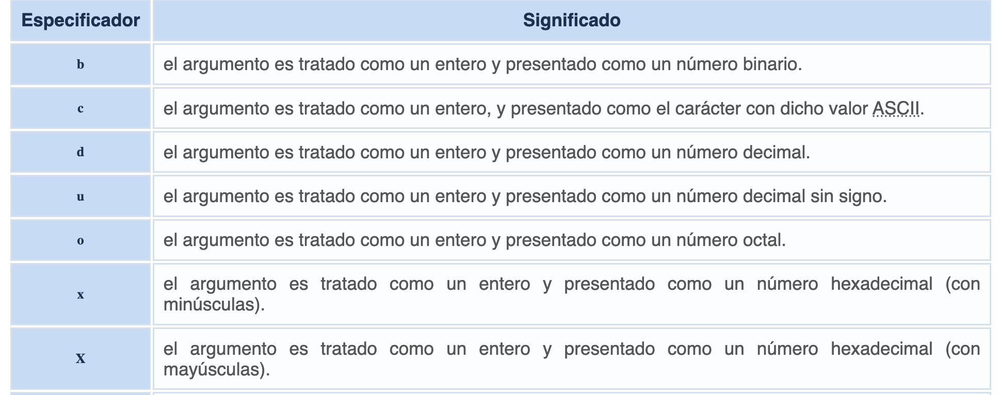 Especificador Significado
b el argumento es tratado como un entero y presentado como un número binario.
c el argumento es tratado como un entero, y presentado como el carácter con dicho valor ASCII.
d el argumento es tratado como un entero y presentado como un número decimal.
u el argumento es tratado como un entero y presentado como un número decimal sin signo.
o el argumento es tratado como un entero y presentado como un número octal.
x el argumento es tratado como un entero y presentado como un número hexadecimal (con
minúsculas).
X el argumento es tratado como un entero y presentado como un número hexadecimal (con
mayúsculas).